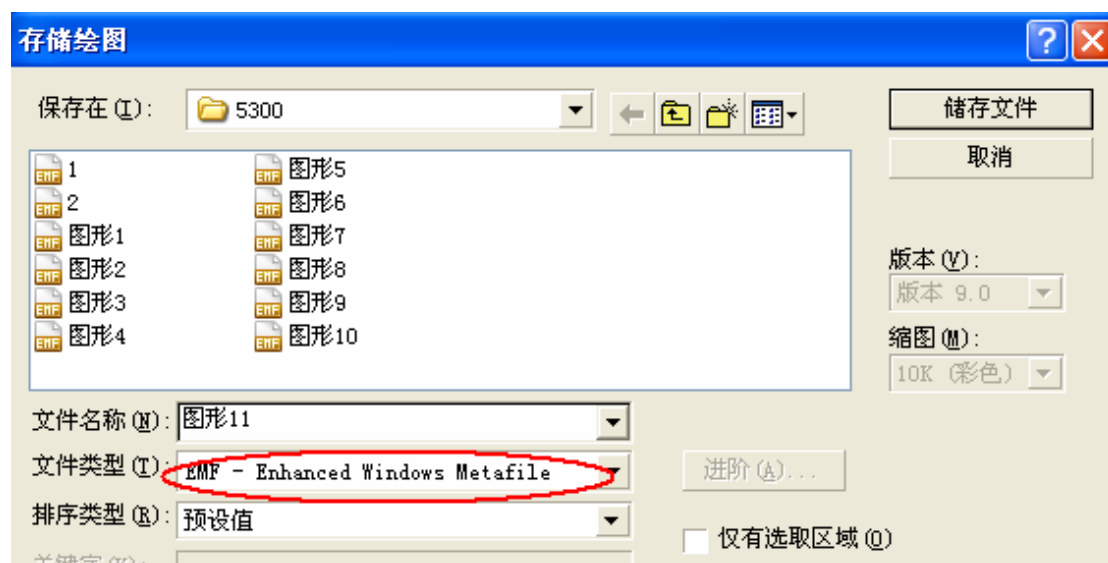 存储绘图
保存在(I): 5300
储存文件
取消
1
2
图形1
图形2
图形3
图形4
图形5
图形6
图形7
图形8
图形9
图形10
版本(V):
版本 9.0
缩图(M):
10K (彩色)
文件名称(N): 图形11
文件类型(T): EMF - Enhanced Windows Metafile
进阶(A)...
排序类型(R): 预设值
仅有选取区域(O)